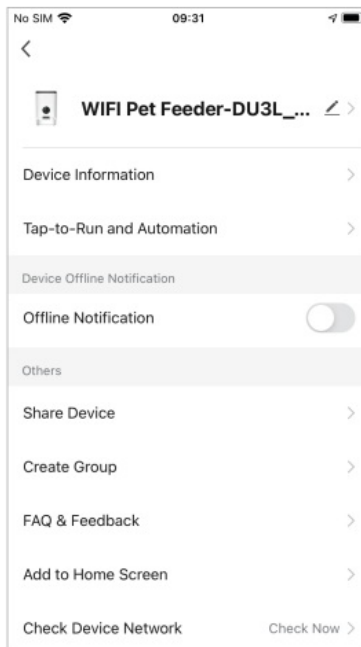 No SIM 09:31
WIFI Pet Feeder-DU3L_...
Device Information
Tap-to-Run and Automation
Device Offline Notification
Offline Notification
Others
Share Device
Create Group
FAQ & Feedback
Add to Home Screen
Check Device Network Check Now